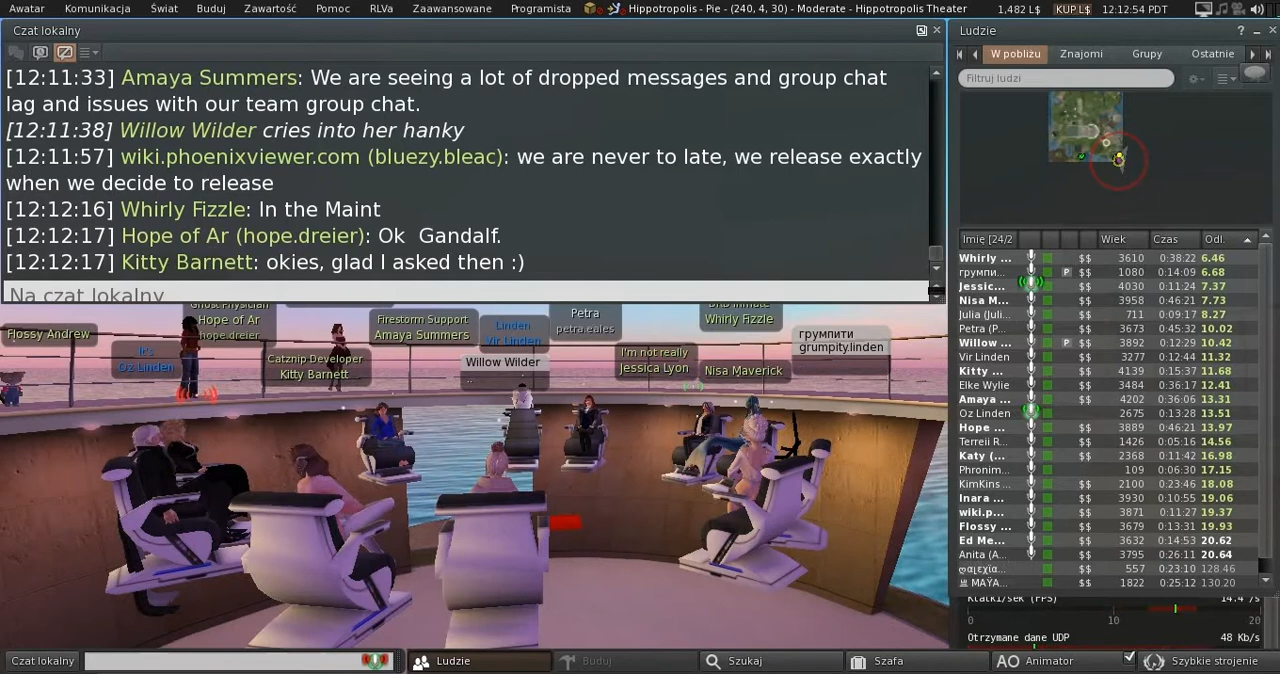 Awatar Komunikacja Świat Buduj Zawartość Pomoc RLVa Zaawansowane Programista Hippotropolis - Pie - (240, 4, 30) - Moderate - Hippotropolis Theater 1,482 L$ KUP L$ 12:12:54 PDT
Czat lokalny
[12:11:33] Amaya Summers: We are seeing a lot of dropped messages and group chat
lag and issues with our team group chat.
[12:11:38] Willow Wilder cries into her hanky
[12:11:57] wiki.phoenixviewer.com (bluezy.bleac): we are never to late, we release exactly
when we decide to release
[12:12:16] Whirly Fizzle: In the Maint
[12:12:17] Hope of Ar (hope.dreier): Ok  Gandalf.
[12:12:17] Kitty Barnett: okies, glad I asked then :)
Na czat lokalny
Ludzie
W pobliżu Znajomi Grupy Ostatnie
Filtruj ludzi
Imię [24/2 Wiek Czas Odl.
Whirly ... $$ 3610 0:38:22 6.46
групми... P $$ 1080 0:14:09 6.68
Jessic... $$ 4030 0:11:24 7.37
Nisa M... $$ 3958 0:46:21 7.73
Julia (Juli... $$ 711 0:09:17 8.27
Petra (P... $$ 3673 0:45:32 10.02
Willow ... P $$ 3892 0:12:29 11.42
Vir Linden 3277 0:12:44 11.32
Kitty ... $$ 4139 0:15:37 11.68
Elke Wylie $$ 3484 0:36:17 12.41
Amaya ... $$ 4202 0:36:06 13.31
Oz Linden 2675 0:13:28 13.51
Hope ... $$ 3889 0:46:21 13.97
Terreii R... $$ 1426 0:05:16 14.56
Katy (... $$ 2368 0:11:42 16.98
Phronim... 109 0:06:30 17.15
KimKins ... $$ 2100 0:23:46 18.08
Inara ... $$ 3930 0:10:55 19.06
wiki.p... $$ 3871 0:11:27 19.37
Flossy ... $$ 3679 0:13:31 19.93
Ed Me... $$ 3632 0:14:53 20.62
Anita (A... $$ 3795 0:26:11 20.64
$$ 557 0:23:10 128.46
MAYA... $$ 1822 0:25:12 130.20
Klatki/sek (FPS) 14.4 /s
0 10 20
Otrzymane dane UDP 48 Kb/s
Flossy Andrew
Ghost Physician
Hope of Ar
hope.dreier
It's
Oz Linden
Catznip Developer
Kitty Barnett
Firestorm Support
Amaya Summers
Linden
Vir Linden
Willow Wilder
Petra
petra.eales
I'm not really
Jessica Lyon
Whirly Fizzle
Nisa Maverick
грумпити
grumpity.linden
Czat lokalny Ludzie Buduj Szukaj Szafa AO Animator Szybkie strojenie